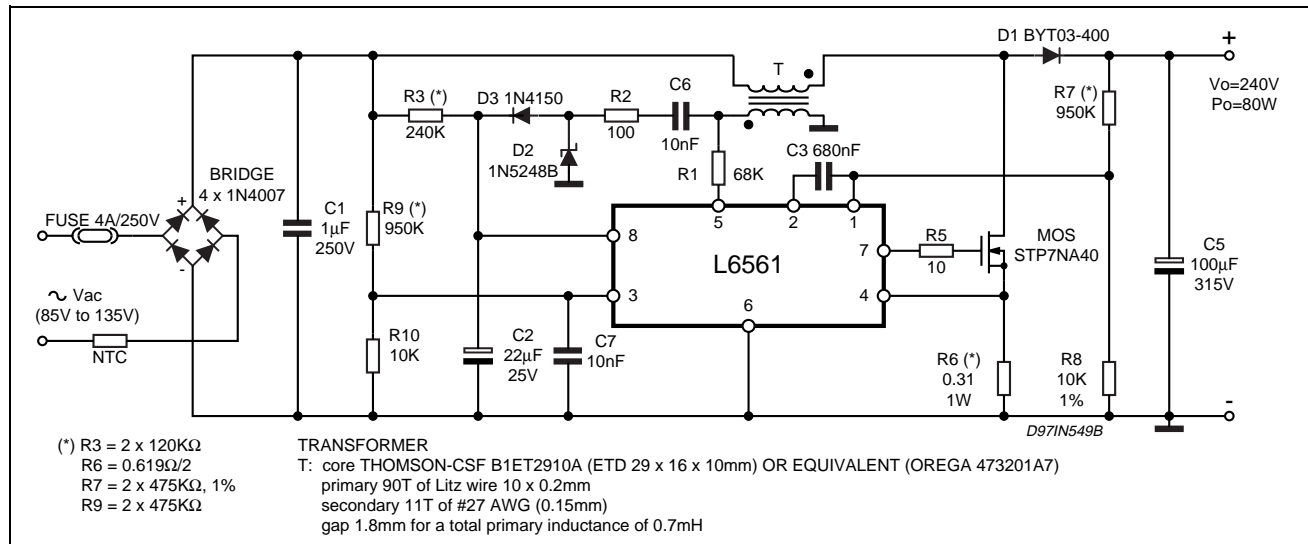 D1 BYT03-400
+
T
C6
R3 (*)
D3 1N4150
R2
R7 (*)
950K
Vo=240V
Po=80W
240K
100
10nF
D2
1N5248B
C3 680nF
R1
68K
BRIDGE
4 x 1N4007
+
-
FUSE 4A/250V
C1
1µF
250V
R9 (*)
950K
5
2
1
8
7
R5
10
MOS
STP7NA40
L6561
C5
100µF
315V
3
6
4
~ Vac
(85V to 135V)
NTC
R10
10K
C2
22µF
25V
C7
10nF
R6 (*)
0.31
1W
R8
10K
1%
-
D97IN549B
(*) R3 = 2 x 120KΩ
R6 = 0.619Ω/2
R7 = 2 x 475KΩ, 1%
R9 = 2 x 475KΩ
TRANSFORMER
T: core THOMSON-CSF B1ET2910A (ETD 29 x 16 x 10mm) OR EQUIVALENT (OREGA 473201A7)
primary 90T of Litz wire 10 x 0.2mm
secondary 11T of #27 AWG (0.15mm)
gap 1.8mm for a total primary inductance of 0.7mH